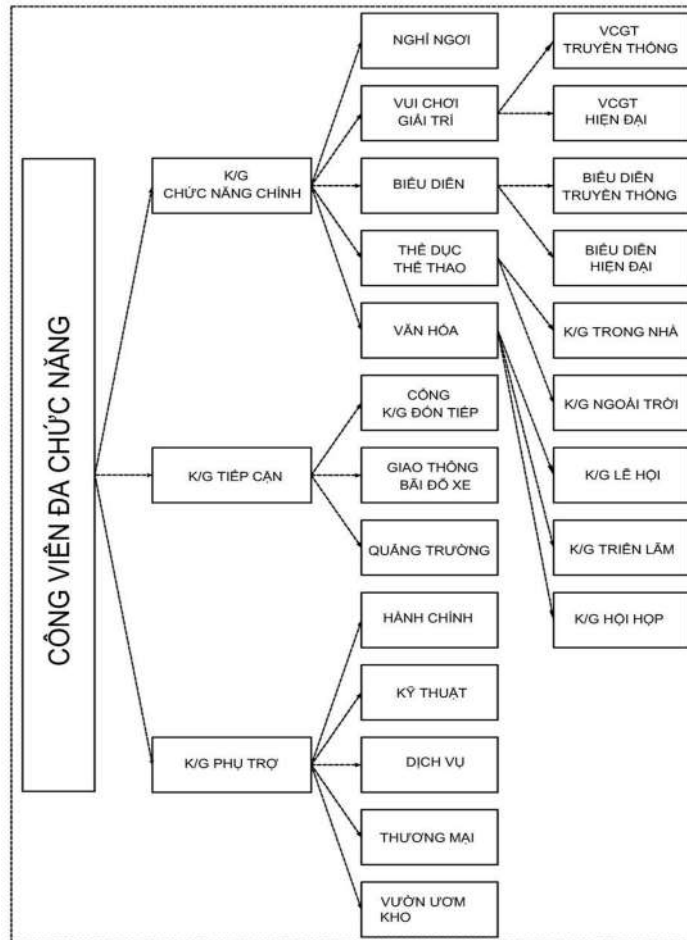 CÔNG VIÊN ĐA CHỨC NĂNG
K/G
CHỨC NĂNG CHÍNH
K/G TIẾP CẬN
K/G PHỤ TRỢ
NGHỈ NGƠI
VUI CHƠI
GIẢI TRÍ
BIỂU DIỄN
THỂ DỤC
THỂ THAO
VĂN HÓA
CỔNG
K/G ĐÓN TIẾP
GIAO THÔNG
BÃI ĐỖ XE
QUẢNG TRƯỜNG
HÀNH CHÍNH
KỸ THUẬT
DỊCH VỤ
THƯƠNG MẠI
VƯỜN ƯƠM
KHO
VCGT
TRUYỀN THỐNG
VCGT
HIỆN ĐẠI
BIỂU DIỄN
TRUYỀN THỐNG
BIỂU DIỄN
HIỆN ĐẠI
K/G TRONG NHÀ
K/G NGOÀI TRỜI
K/G LỄ HỘI
K/G TRIỂN LÃM
K/G HỘI HỌP